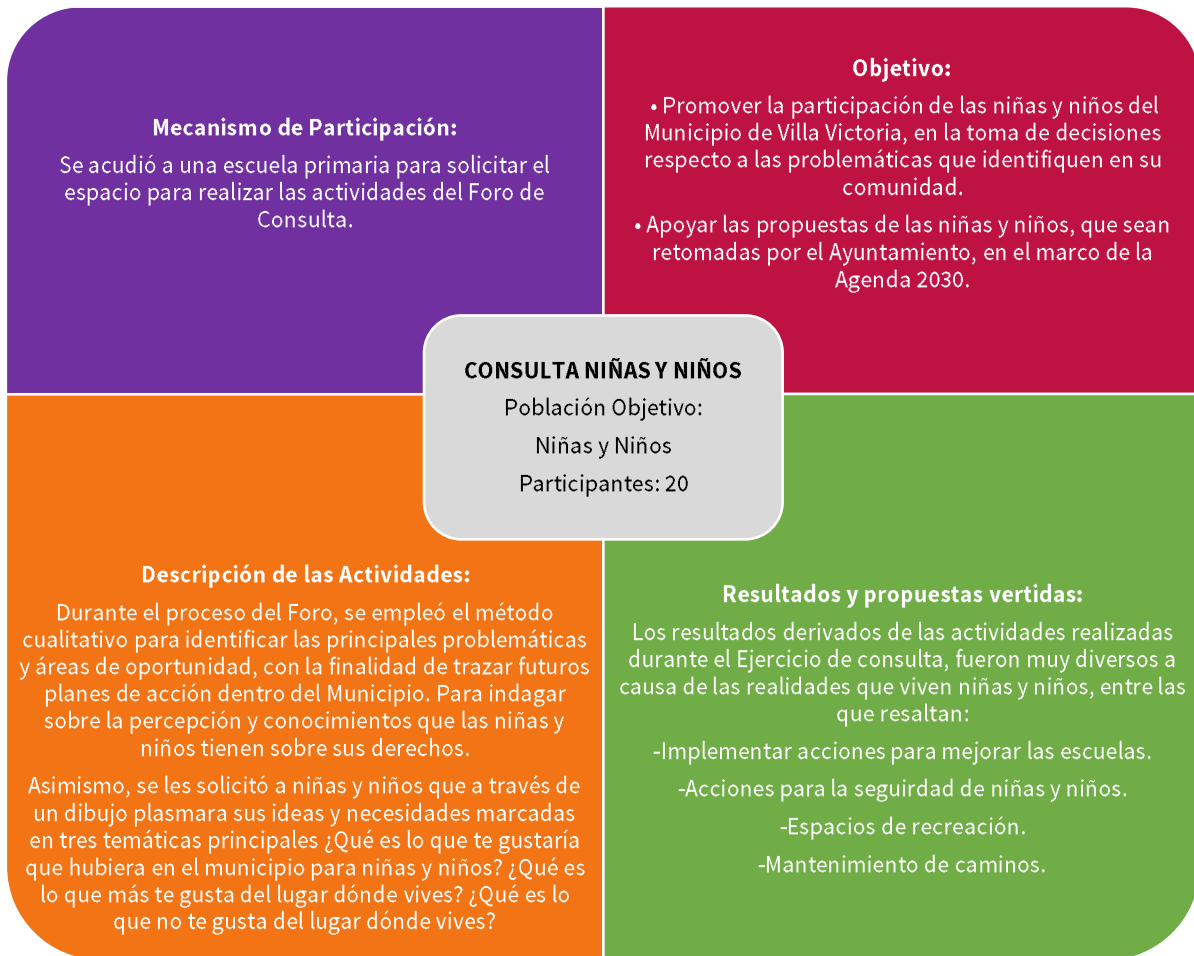 Mecanismo de Participación:
Se acudió a una escuela primaria para solicitar el
espacio para realizar las actividades del Foro de
Consulta.
Objetivo:
• Promover la participación de las niñas y niños del
Municipio de Villa Victoria, en la toma de decisiones
respecto a las problemáticas que identifiquen en su
comunidad.
• Apoyar las propuestas de las niñas y niños, que sean
retomadas por el Ayuntamiento, en el marco de la
Agenda 2030.
CONSULTA NIÑAS Y NIÑOS
Población Objetivo:
Niñas y Niños
Participantes: 20
Descripción de las Actividades:
Durante el proceso del Foro, se empleó el método
cualitativo para identificar las principales problemáticas
y áreas de oportunidad, con la finalidad de trazar futuros
planes de acción dentro del Municipio. Para indagar
sobre la percepción y conocimientos que las niñas y
niños tienen sobre sus derechos.
Asimismo, se les solicitó a niñas y niños que a través de
un dibujo plasmara sus ideas y necesidades marcadas
en tres temáticas principales ¿Qué es lo que te gustaría
que hubiera en el municipio para niñas y niños? ¿Qué es
lo que más te gusta del lugar dónde vives? ¿Qué es lo
que no te gusta del lugar dónde vives?
Resultados y propuestas vertidas:
Los resultados derivados de las actividades realizadas
durante el Ejercicio de consulta, fueron muy diversos a
causa de las realidades que viven niñas y niños, entre las
que resaltan:
-Implementar acciones para mejorar las escuelas.
-Acciones para la seguirdad de niñas y niños.
-Espacios de recreación.
-Mantenimiento de caminos.